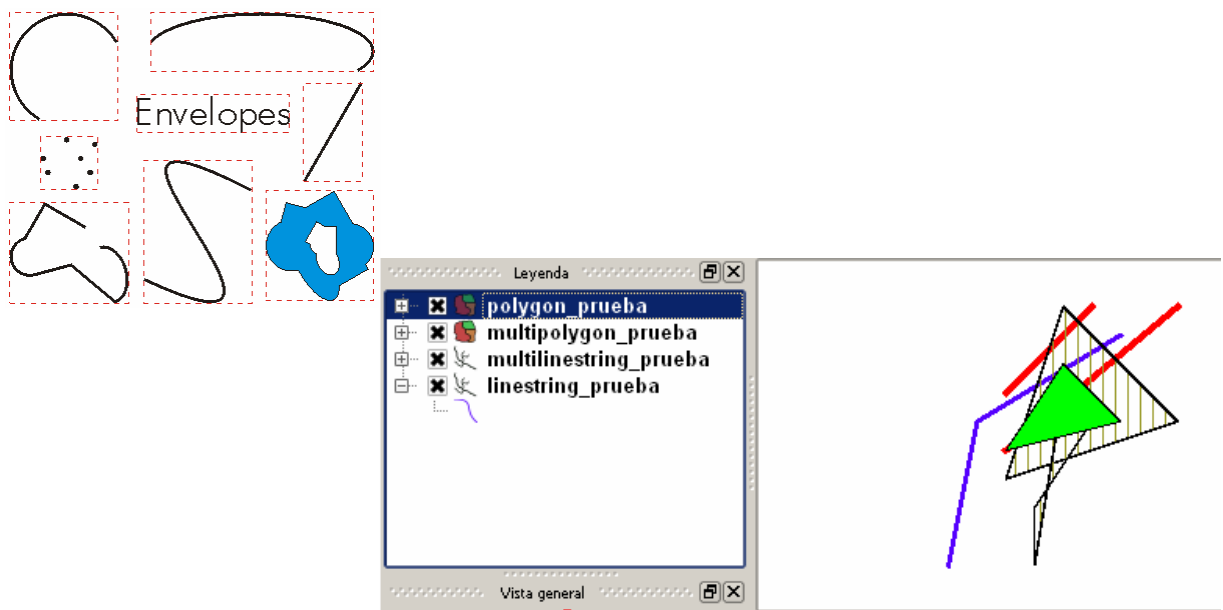 Envelopes
Leyenda
polygon_prueba
multipolygon_prueba
multilinestring_prueba
linestring_prueba
Vista general